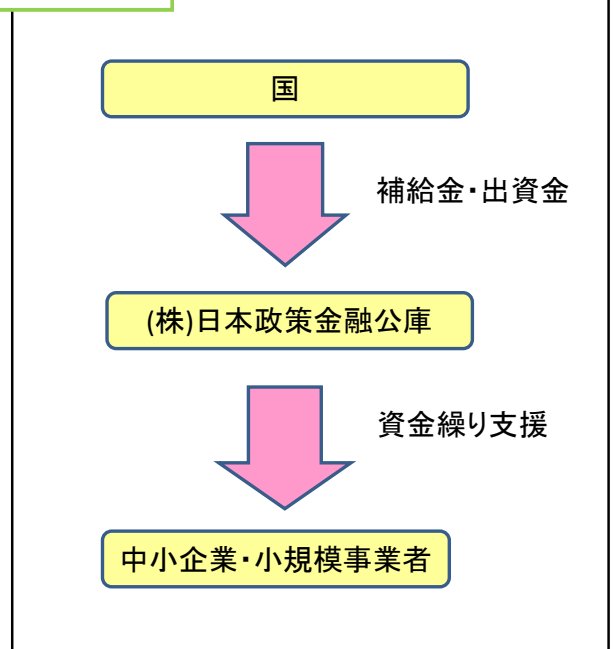 国
補給金・出資金
(株)日本政策金融公庫
資金繰り支援
中小企業・小規模事業者